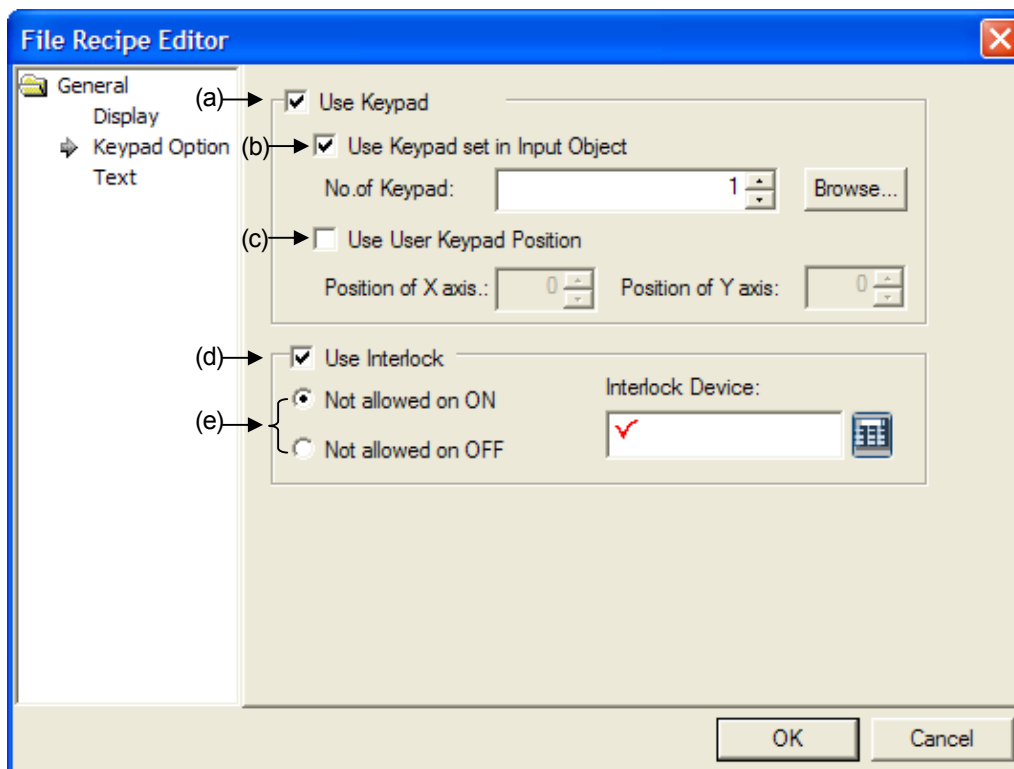 File Recipe Editor
General
Display
Keypad Option
Text
(a)
Use Keypad
(b)
Use Keypad set in Input Object
No.of Keypad:
1
Browse...
(c)
Use User Keypad Position
Position of X axis.:
0
Position of Y axis:
0
(d)
Use Interlock
(e)
Not allowed on ON
Not allowed on OFF
Interlock Device:
OK
Cancel